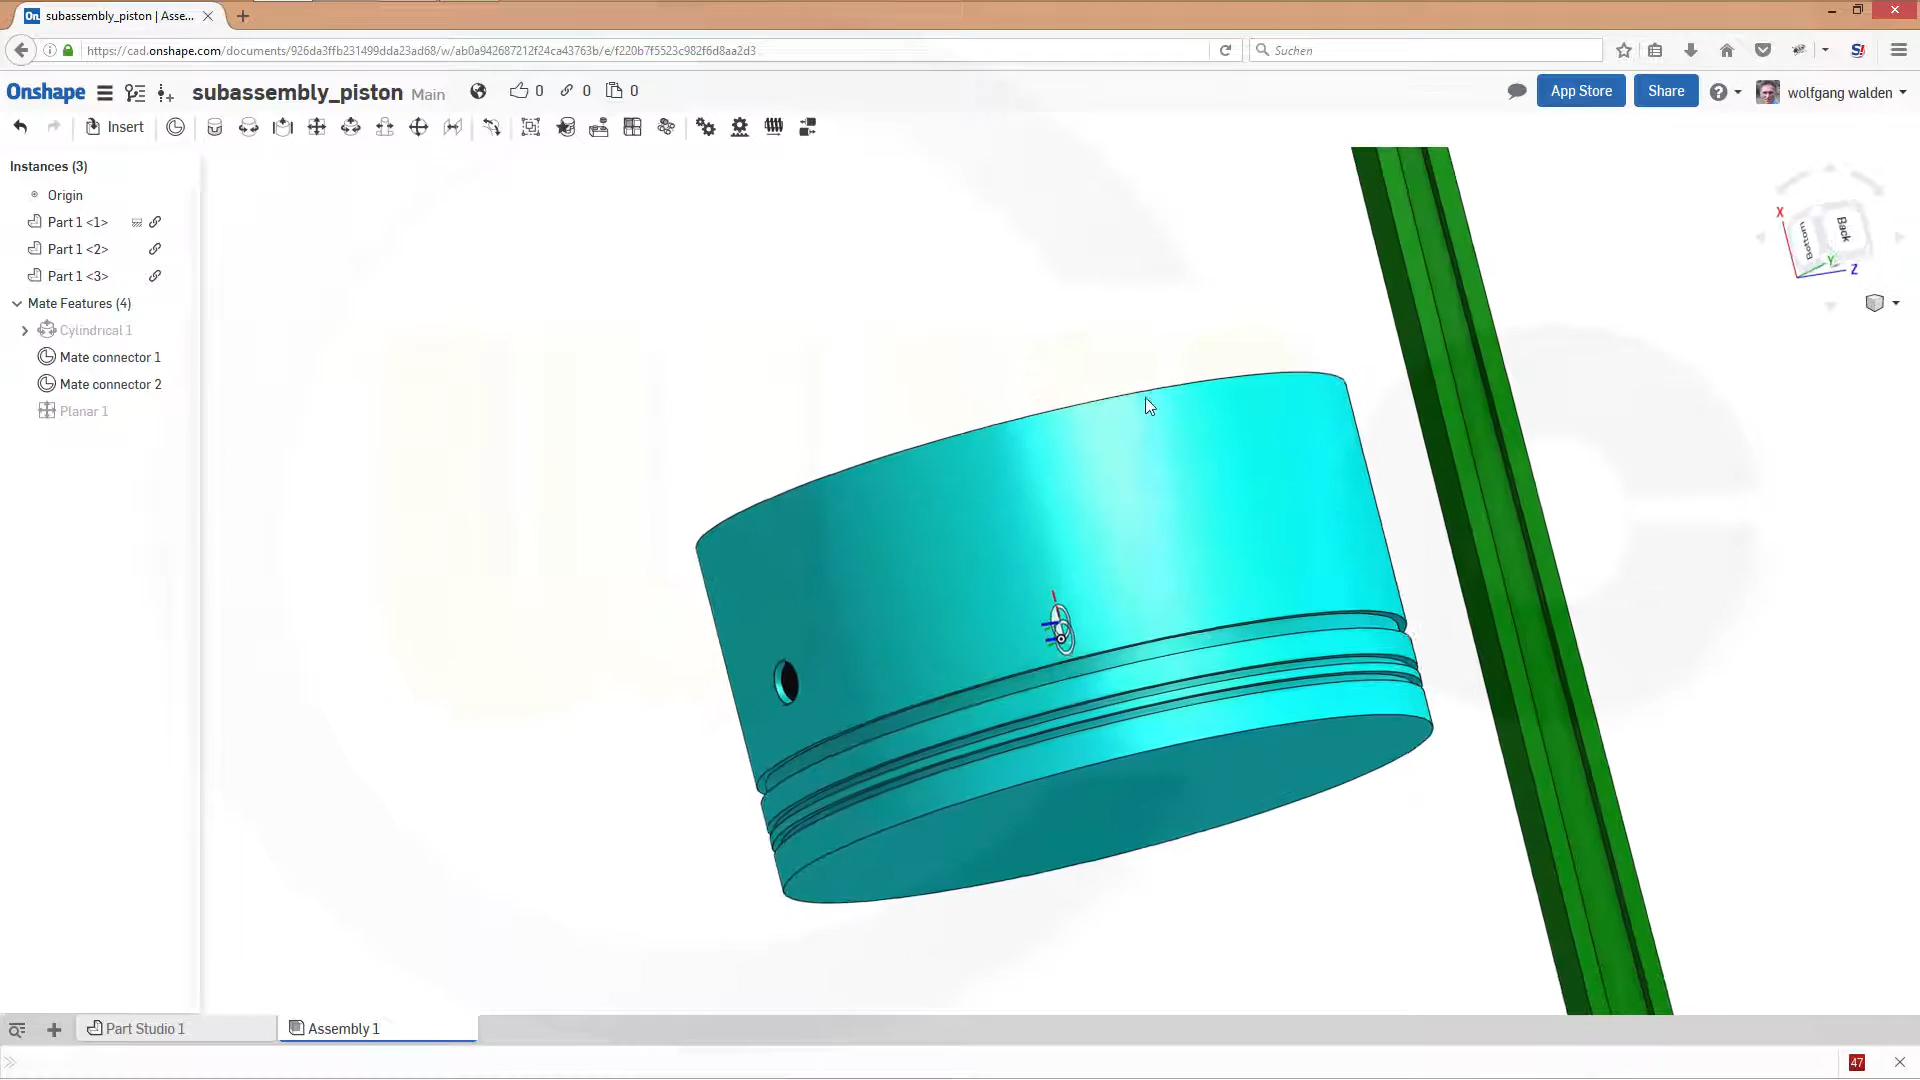 On subassembly_piston | Asse...
https://cad.onshape.com/documents/926da3ffb231499dda23ad68/w/ab0a942687212f24ca43763b/e/f220b7f5523c982f6d8aa2d3
Suchen
S!
Onshape subassembly_piston Main 0 0 0 App Store Share ? wolfgang walden
Insert
Instances (3)
Origin
Part 1 <1>
Part 1 <2>
Part 1 <3>
Mate Features (4)
Cylindrical 1
Mate connector 1
Mate connector 2
Planar 1
X
Bottom
Back
Y
Z
Part Studio 1
Assembly 1
47